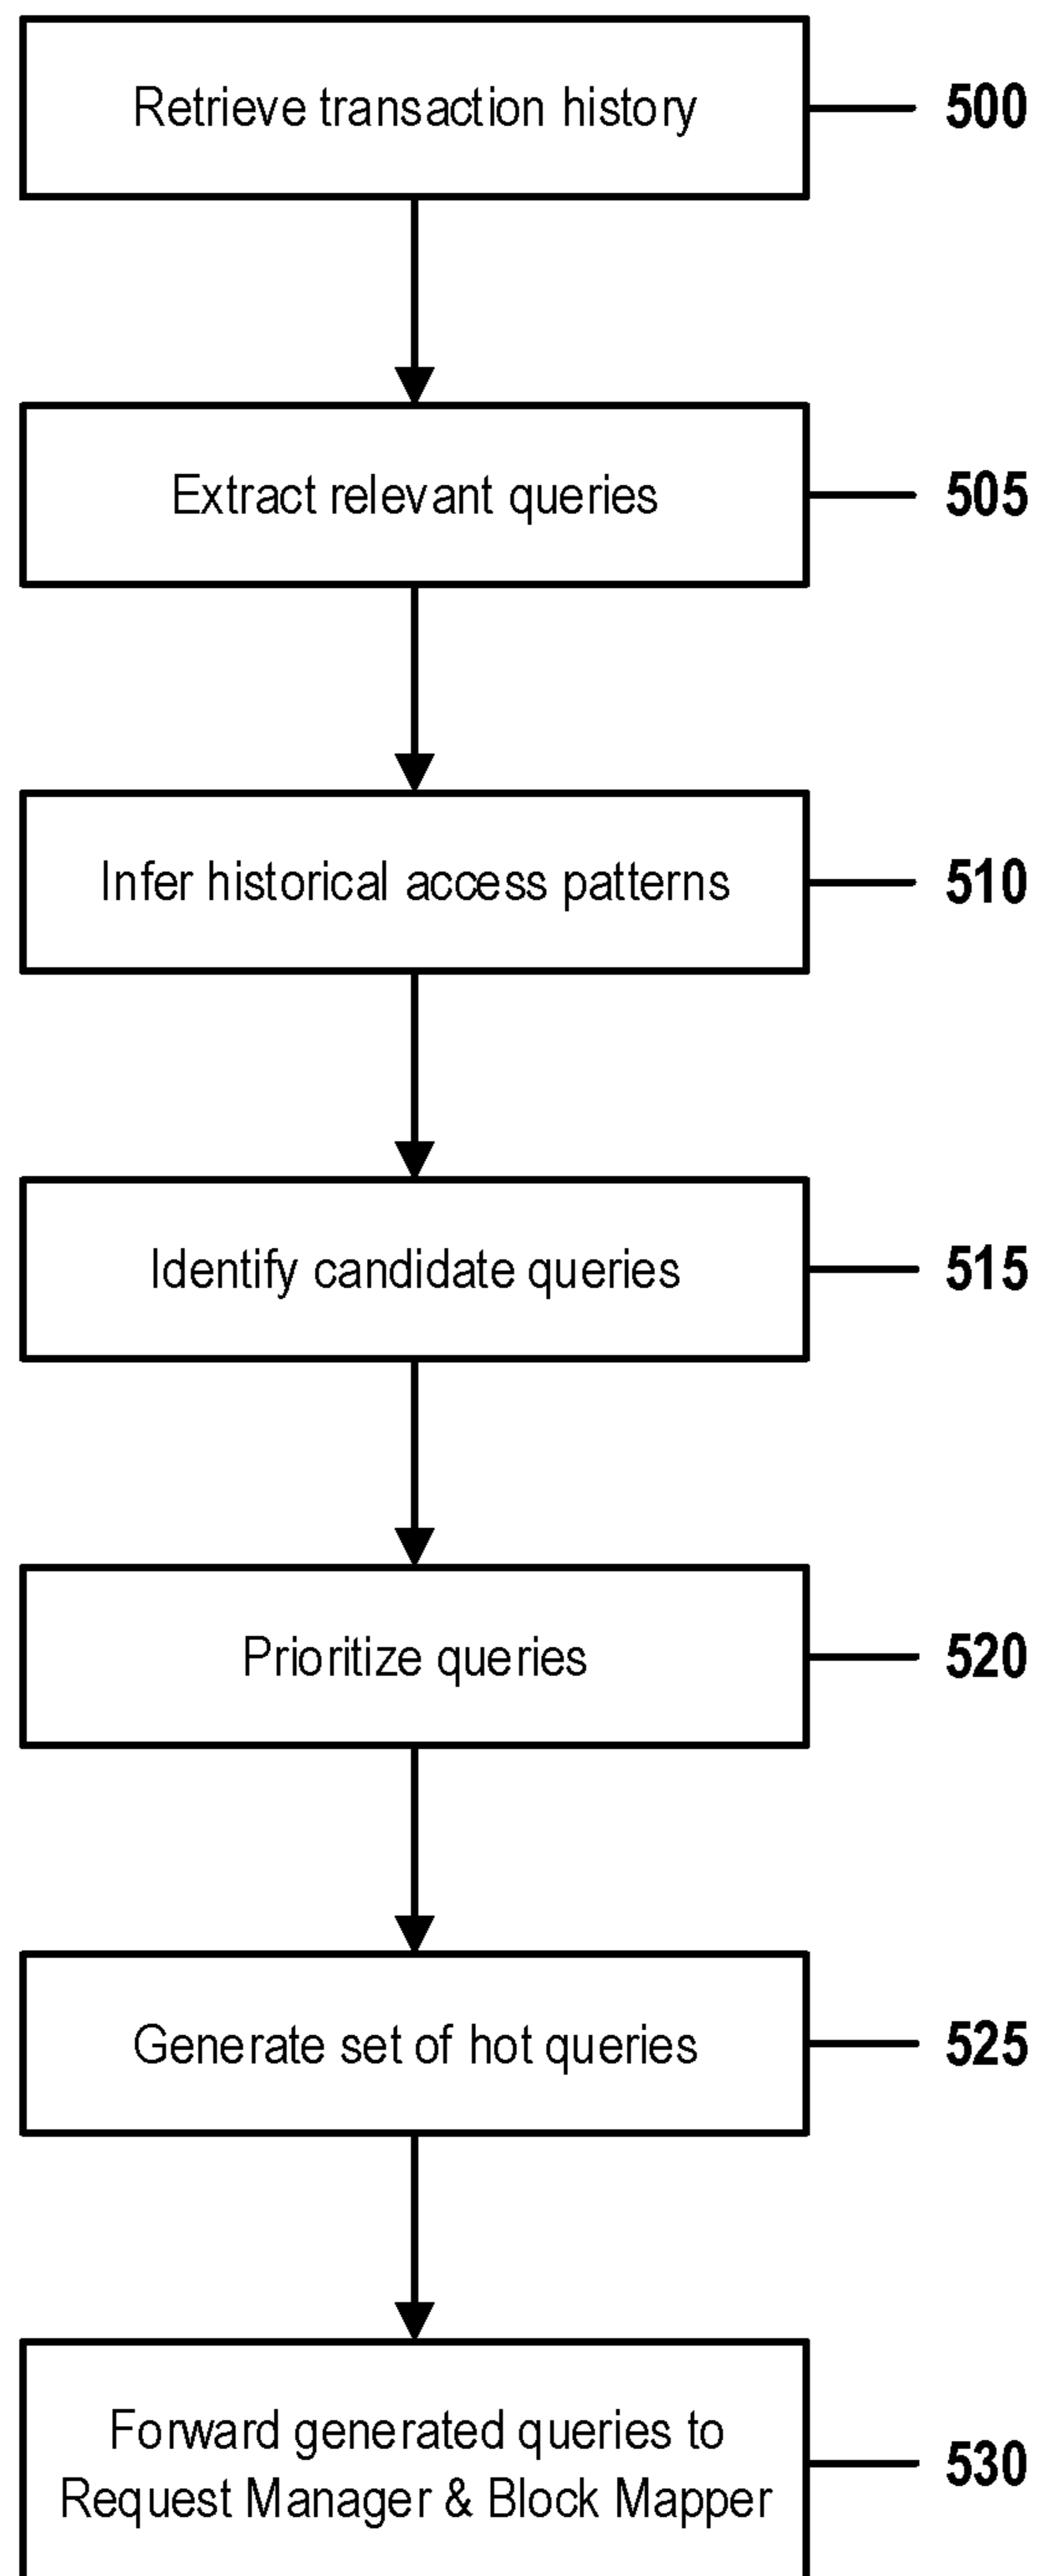 Retrieve transaction history
500
Extract relevant queries
505
Infer historical access patterns
510
Identify candidate queries
515
Prioritize queries
520
Generate set of hot queries
525
Forward generated queries to
Request Manager & Block Mapper
530